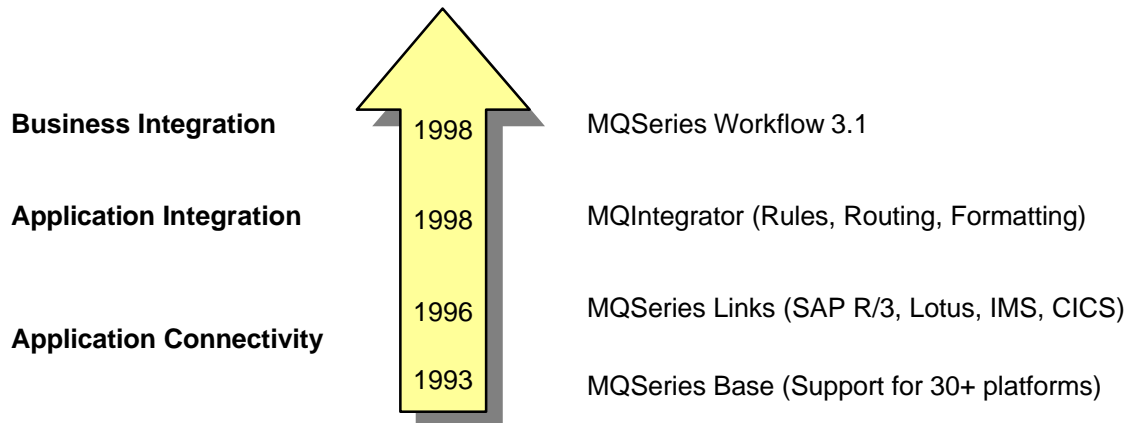 Business Integration 1998 MQSeries Workflow 3.1
Application Integration 1998 MQIntegrator (Rules, Routing, Formatting)
1996 MQSeries Links (SAP R/3, Lotus, IMS, CICS)
Application Connectivity
1993 MQSeries Base (Support for 30+ platforms)